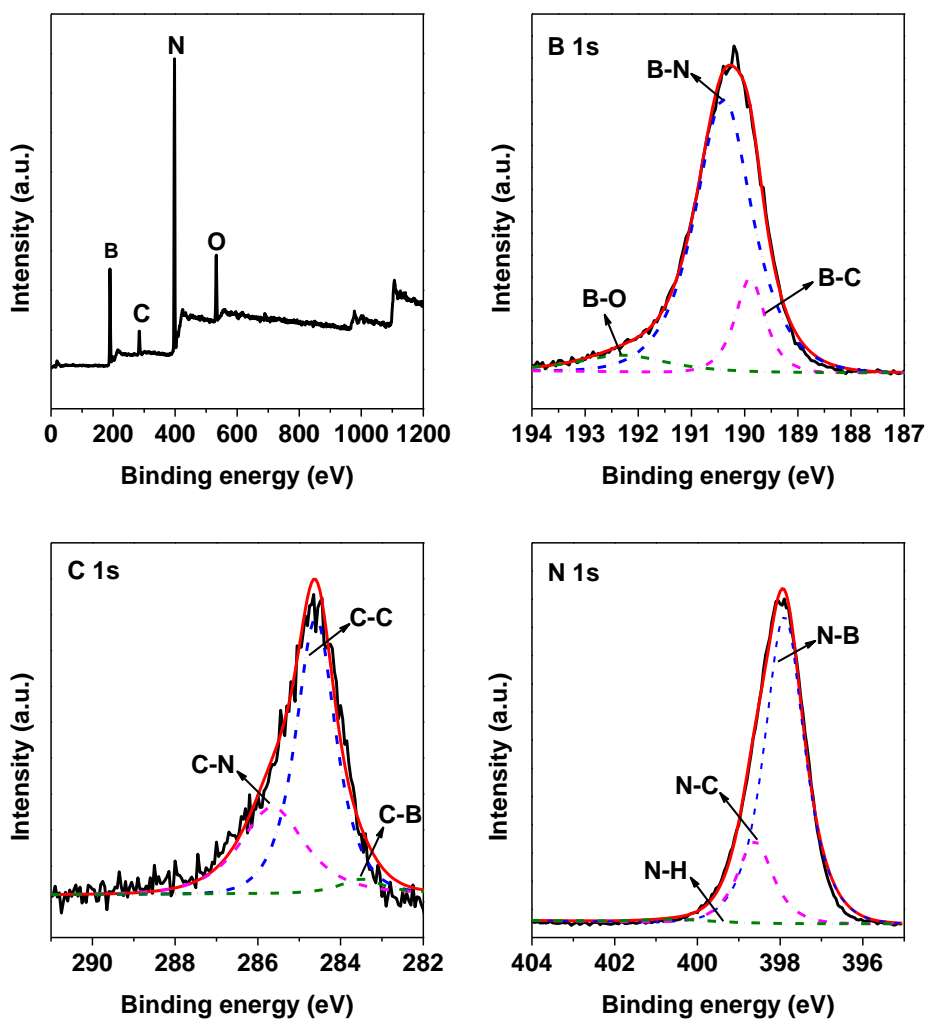 N
B
C
O
Intensity (a.u.)
0 200 400 600 800 1000 1200
Binding energy (eV)
B 1s
B-N
B-C
B-O
Intensity (a.u.)
194 193 192 191 190 189 188 187
Binding energy (eV)
C 1s
C-C
C-N
C-B
Intensity (a.u.)
290 288 286 284 282
Binding energy (eV)
N 1s
N-B
N-C
N-H
Intensity (a.u.)
404 402 400 398 396
Binding energy (eV)